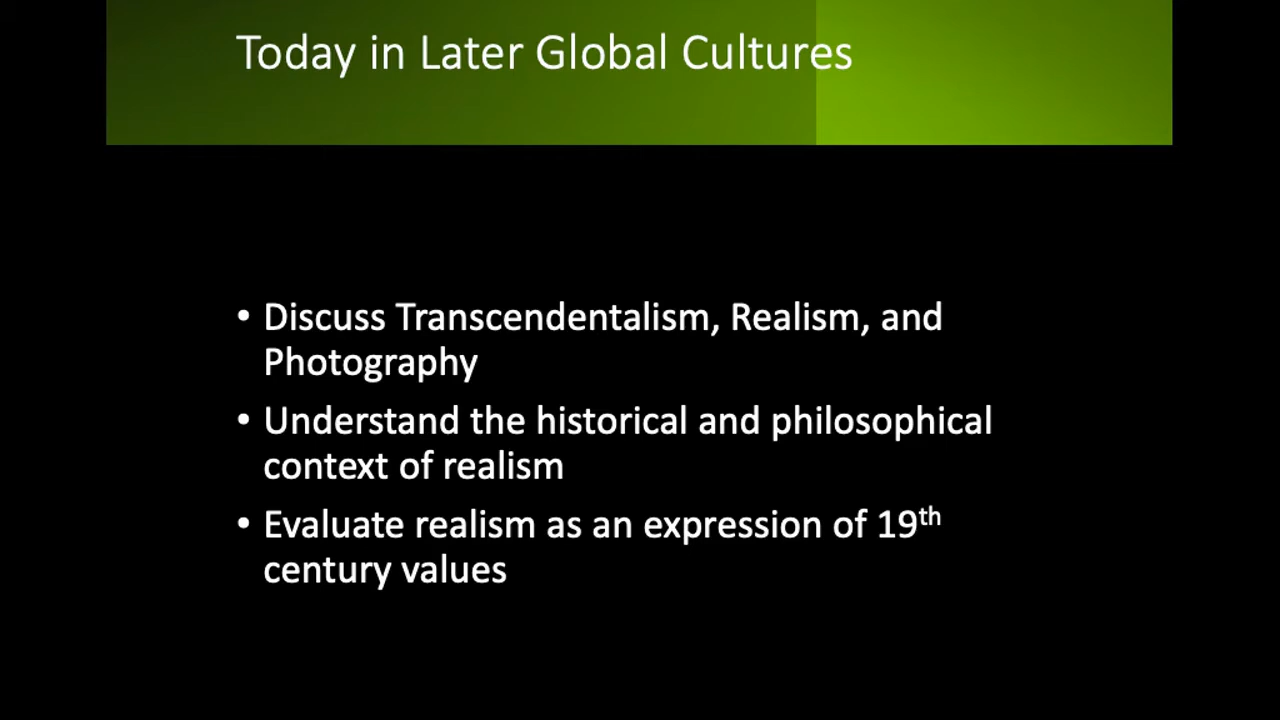 Today in Later Global Cultures
• Discuss Transcendentalism, Realism, and
Photography
• Understand the historical and philosophical
context of realism
• Evaluate realism as an expression of 19th
century values